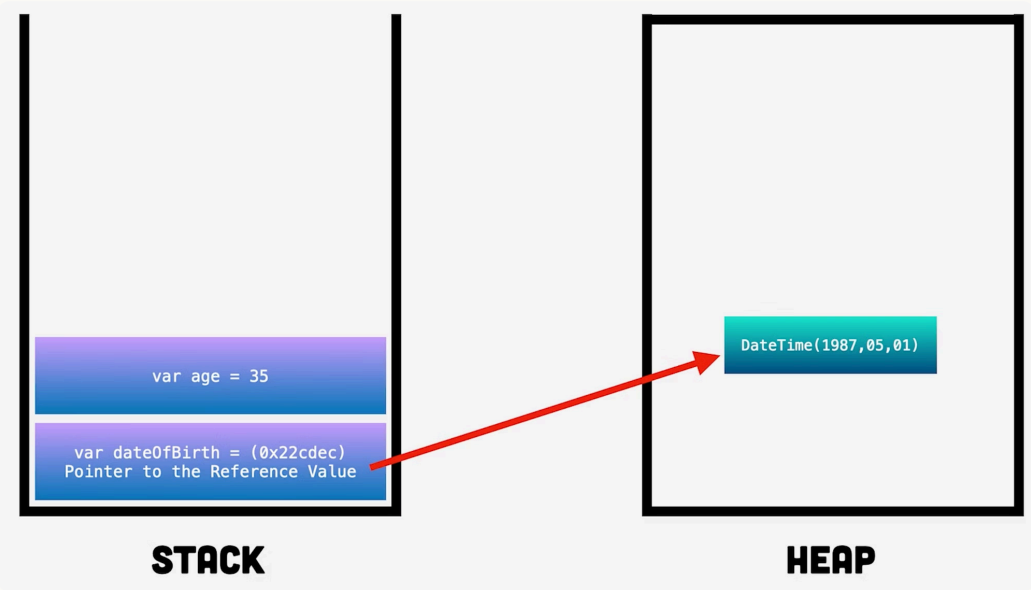 var age = 35
var dateOfBirth = (0x22cdec)
Pointer to the Reference Value
STACK
DateTime(1987,05,01)
HEAP